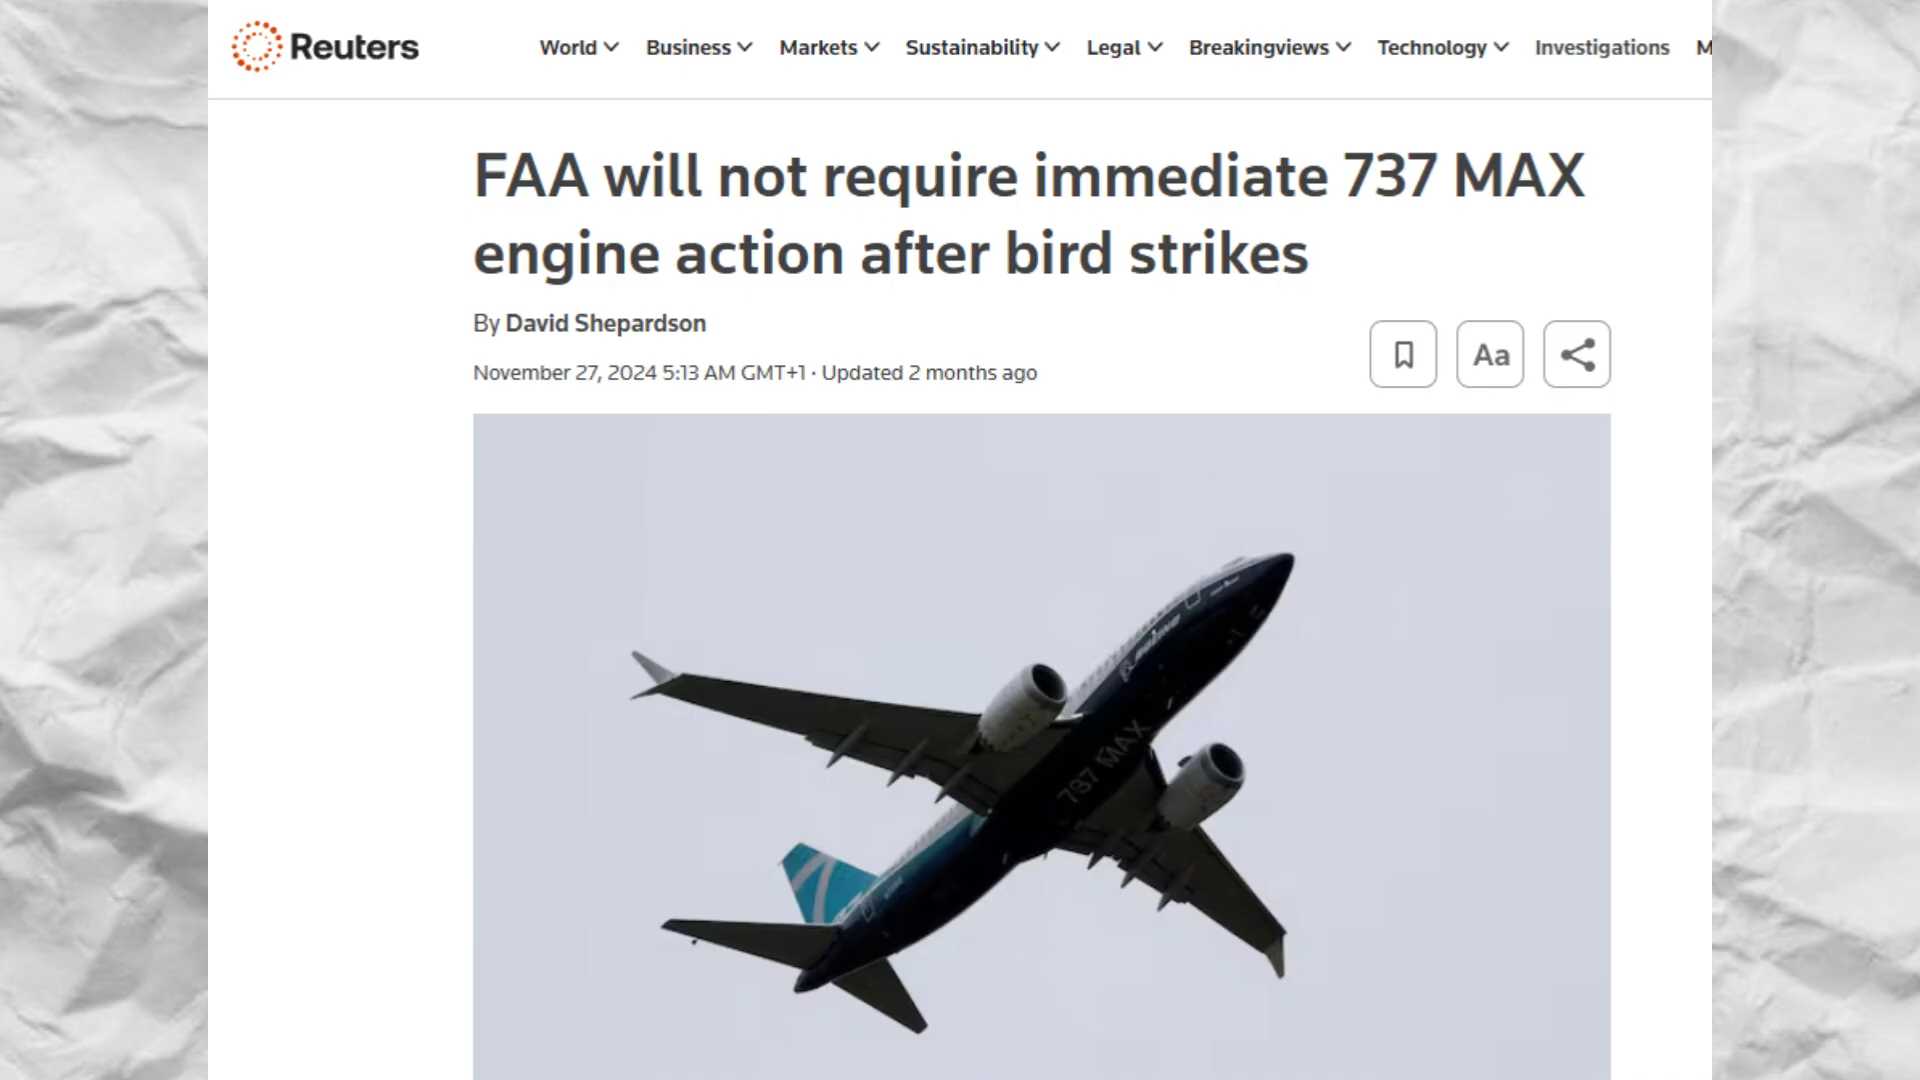 Reuters
World Business Markets Sustainability Legal Breakingviews Technology Investigations M
FAA will not require immediate 737 MAX
engine action after bird strikes
By David Shepardson
Aa
November 27, 2024 5:13 AM GMT+1 · Updated 2 months ago
BOEING
737 MAX